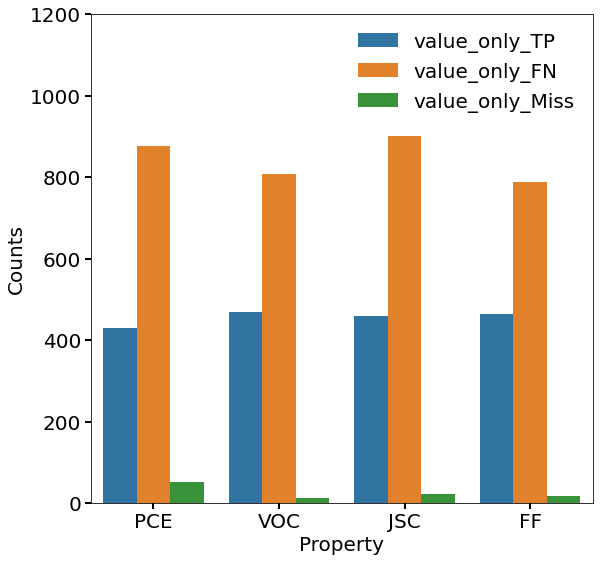 1200
1000
800
600
400
200
0
Counts
value_only_TP
value_only_FN
value_only_Miss
PCE VOC JSC FF
Property